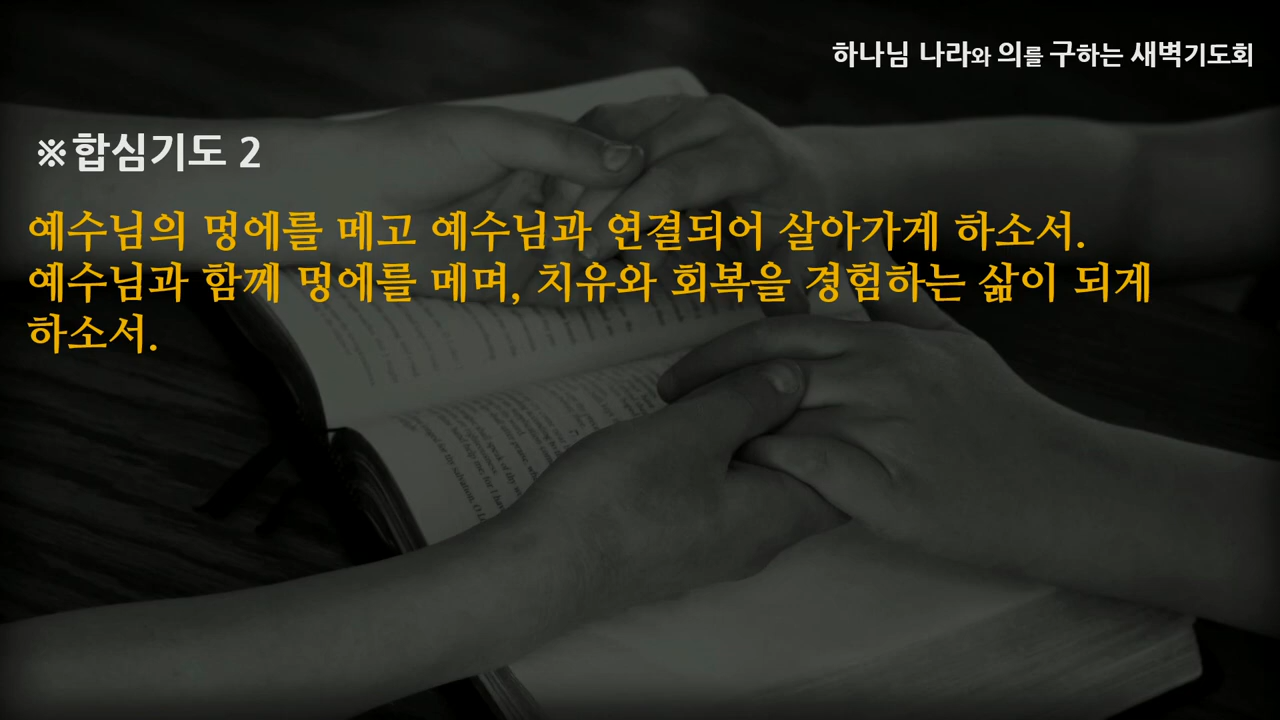 하나님 나라와 의를 구하는 새벽기도회
※합심기도 2
예수님의 멍에를 메고 예수님과 연결되어 살아가게 하소서.
예수님과 함께 멍에를 메며, 치유와 회복을 경험하는 삶이 되게
하소서.